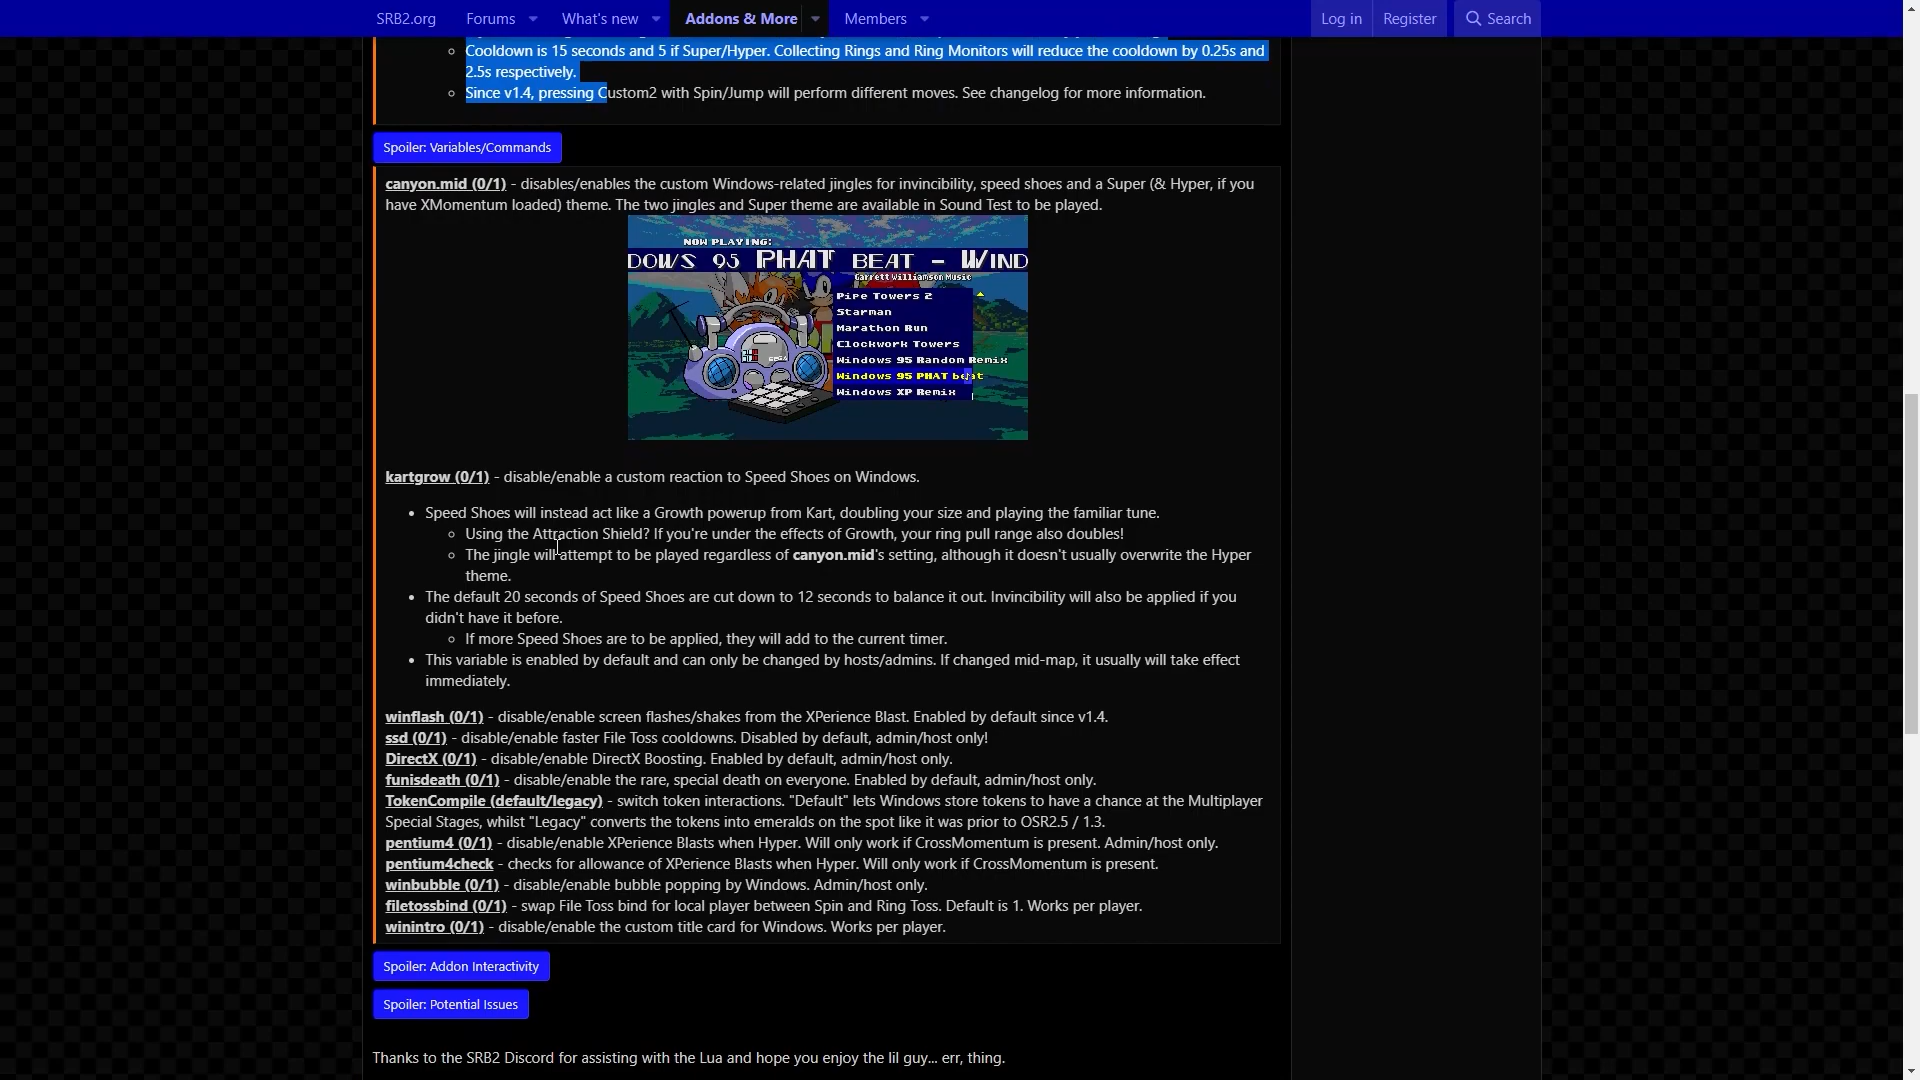 SRB2.org Forums What's new Addons & More Members Log in Register Search
Cooldown is 15 seconds and 5 if Super/Hyper. Collecting Rings and Ring Monitors will reduce the cooldown by 0.25s and
2.5s respectively.
Since v1.4, pressing Custom2 with Spin/Jump will perform different moves. See changelog for more information.
Spoiler: Variables/Commands
canyon.mid (0/1) - disables/enables the custom Windows-related jingles for invincibility, speed shoes and a Super (& Hyper, if you
have XMomentum loaded) theme. The two jingles and Super theme are available in Sound Test to be played.
NOW PLAYING:
DOWS 95 PHAT BEAT - WIND
Garrett Williamson Music
Pipe Towers 2
Starman
Marathon Run
Clockwork Towers
Windows 95 Random Remix
Windows 95 PHAT beat
Windows XP Remix
kartgrow (0/1) - disable/enable a custom reaction to Speed Shoes on Windows.
Speed Shoes will instead act like a Growth powerup from Kart, doubling your size and playing the familiar tune.
Using the Attraction Shield? If you're under the effects of Growth, your ring pull range also doubles!
The jingle will attempt to be played regardless of canyon.mid's setting, although it doesn't usually overwrite the Hyper
theme.
The default 20 seconds of Speed Shoes are cut down to 12 seconds to balance it out. Invincibility will also be applied if you
didn't have it before.
If more Speed Shoes are to be applied, they will add to the current timer.
This variable is enabled by default and can only be changed by hosts/admins. If changed mid-map, it usually will take effect
immediately.
winflash (0/1) - disable/enable screen flashes/shakes from the XPerience Blast. Enabled by default since v1.4.
ssd (0/1) - disable/enable faster File Toss cooldowns. Disabled by default, admin/host only!
DirectX (0/1) - disable/enable DirectX Boosting. Enabled by default, admin/host only.
funisdeath (0/1) - disable/enable the rare, special death on everyone. Enabled by default, admin/host only.
TokenCompile (default/legacy) - switch token interactions. "Default" lets Windows store tokens to have a chance at the Multiplayer
Special Stages, whilst "Legacy" converts the tokens into emeralds on the spot like it was prior to OSR2.5 / 1.3.
pentium4 (0/1) - disable/enable XPerience Blasts when Hyper. Will only work if CrossMomentum is present. Admin/host only.
pentium4check - checks for allowance of XPerience Blasts when Hyper. Will only work if CrossMomentum is present.
winbubble (0/1) - disable/enable bubble popping by Windows. Admin/host only.
filetossbind (0/1) - swap File Toss bind for local player between Spin and Ring Toss. Default is 1. Works per player.
winintro (0/1) - disable/enable the custom title card for Windows. Works per player.
Spoiler: Addon Interactivity
Spoiler: Potential Issues
Thanks to the SRB2 Discord for assisting with the Lua and hope you enjoy the lil guy... err, thing.